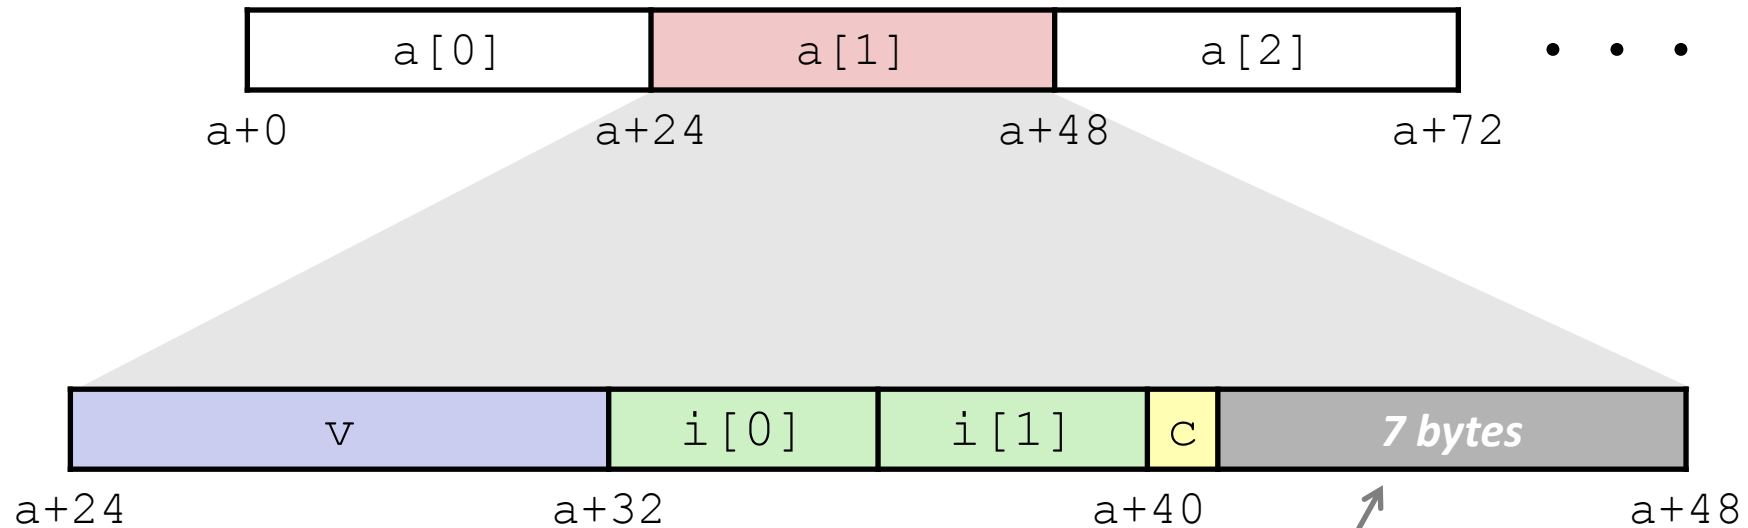 a[0] a[1] a[2] • • •
a+0 a+24 a+48 a+72
v i[0] i[1] c 7 bytes
a+24 a+32 a+40 a+48